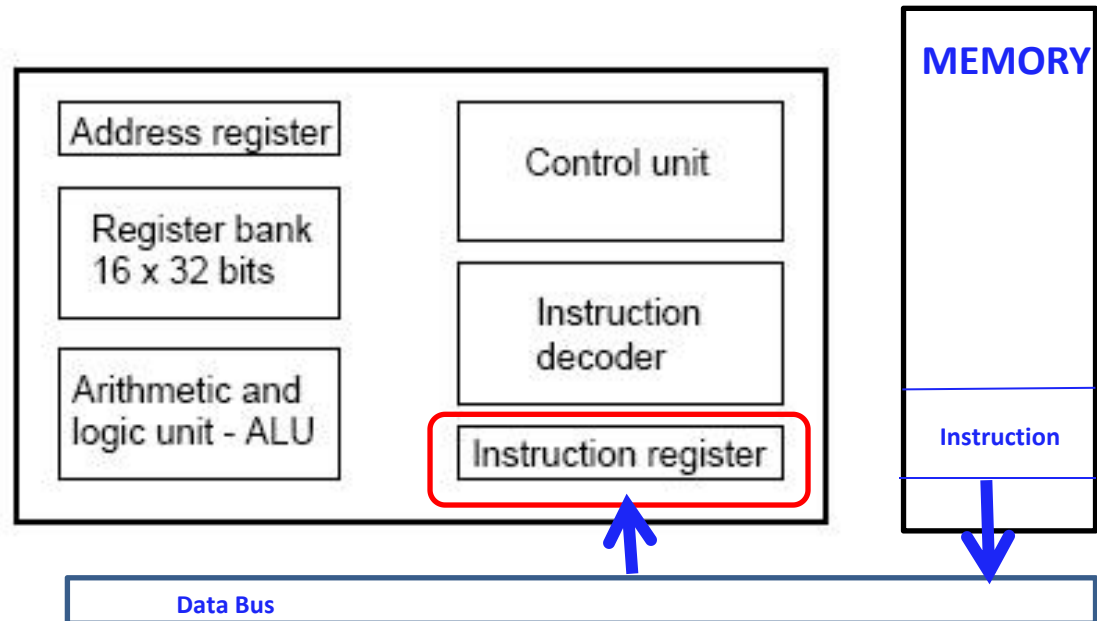 MEMORY
Address register
Control unit
Register bank
16 x 32 bits
Instruction
decoder
Arithmetic and
logic unit - ALU
Instruction register
Instruction
Data Bus